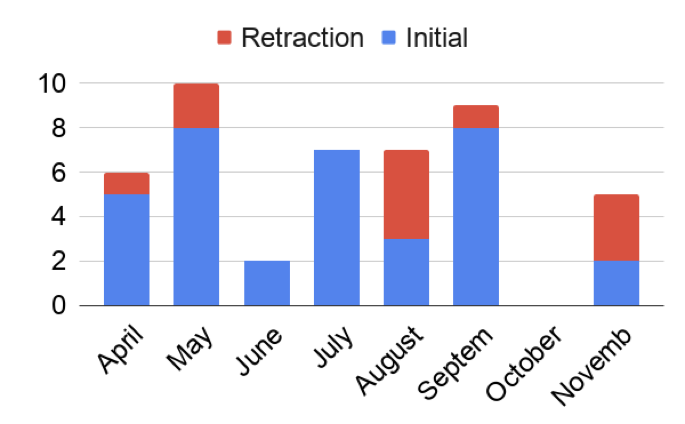 Retraction Initial
10
8
6
4
2
0
April
May
June
July
August
Septem
October
Novemb